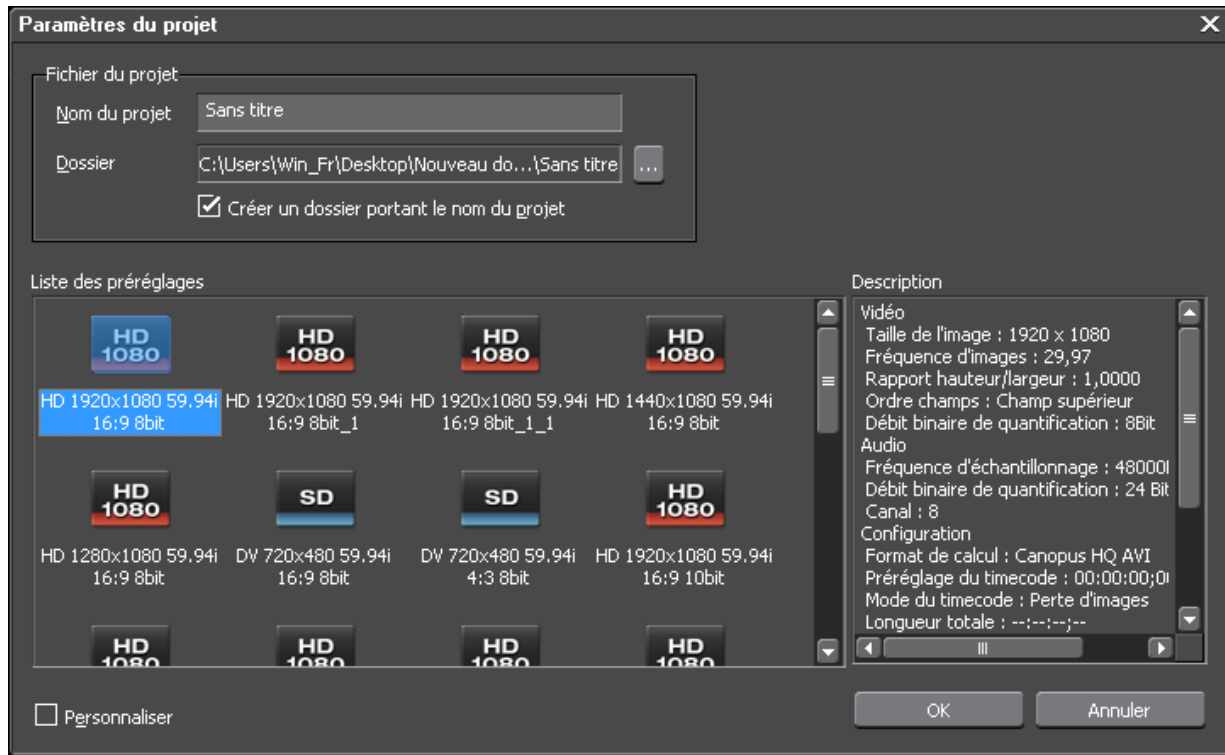 Paramètres du projet
Fichier du projet
Nom du projet
Sans titre
Dossier
C:\Users\Win_Fr\Desktop\Nouveau do...\Sans titre
...
Créer un dossier portant le nom du projet
Liste des préréglages
HD 1080
HD 1080
HD 1080
HD 1080
HD 1920x1080 59.94i 16:9 8bit
HD 1920x1080 59.94i 16:9 8bit_1
HD 1920x1080 59.94i 16:9 8bit_1_1
HD 1440x1080 59.94i 16:9 8bit
HD 1080
SD
SD
HD 1080
HD 1280x1080 59.94i 16:9 8bit
DV 720x480 59.94i 16:9 8bit
DV 720x480 59.94i 4:3 8bit
HD 1920x1080 59.94i 16:9 10bit
HD 1080
HD 1080
HD 1080
HD 1080
Description
Vidéo
Taille de l'image : 1920 x 1080
Fréquence d'images : 29,97
Rapport hauteur/largeur : 1,0000
Ordre champs : Champ supérieur
Débit binaire de quantification : 8Bit
Audio
Fréquence d'échantillonnage : 48000
Débit binaire de quantification : 24 Bit
Canal : 8
Configuration
Format de calcul : Canopus HQ AVI
Préréglage du timecode : 00:00:00;0
Mode du timecode : Perte d'images
Longueur totale : --:--:--;--
Personnaliser
OK
Annuler